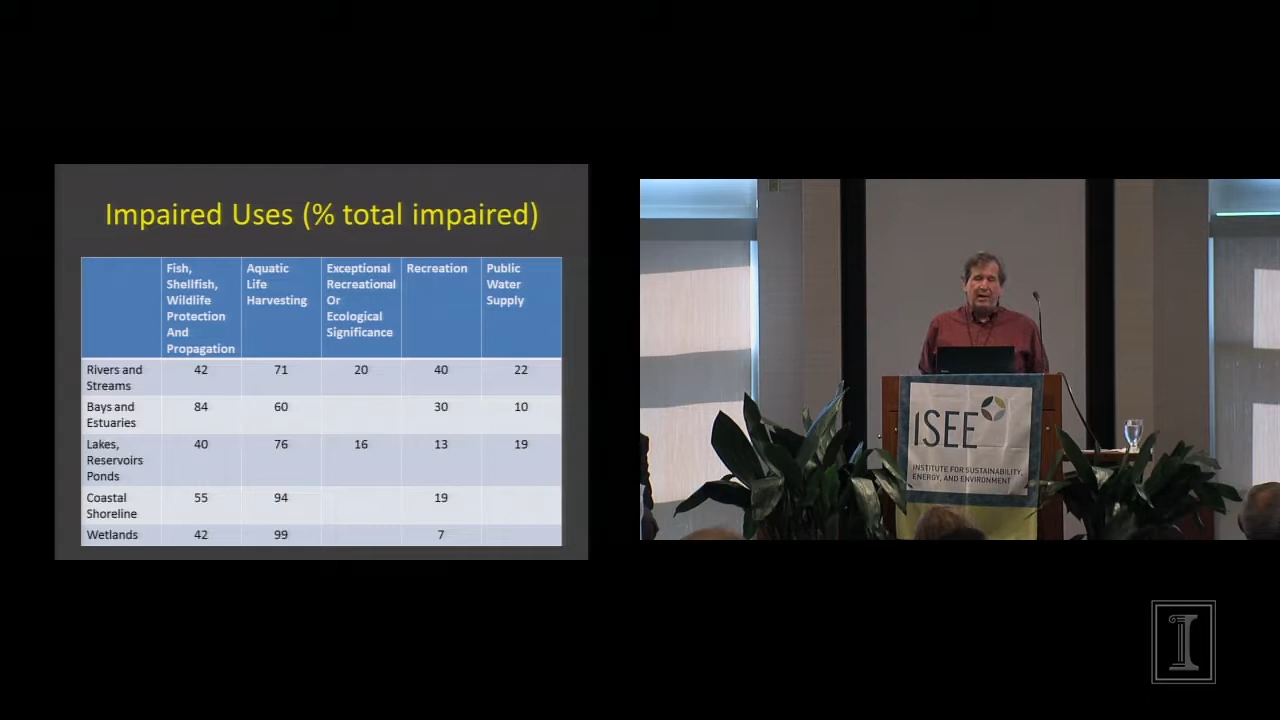 Impaired Uses (% total impaired)
Fish,
Shellfish,
Wildlife
Protection
And
Propagation
Aquatic
Life
Harvesting
Exceptional
Recreational
Or
Ecological
Significance
Recreation
Public
Water
Supply
Rivers and
Streams
42
71
20
40
22
Bays and
Estuaries
84
60
30
10
Lakes,
Reservoirs
Ponds
40
76
16
13
19
Coastal
Shoreline
55
94
19
Wetlands
42
99
7
ISEE
INSTITUTE FOR SUSTAINABILITY,
ENERGY, AND ENVIRONMENT
I